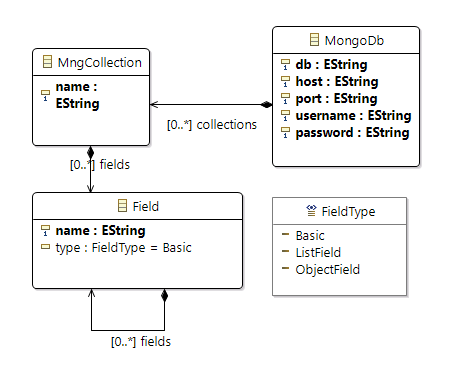 MngCollection
name :
EString
MongoDb
db : EString
host : EString
port : EString
username : EString
password : EString
[0..*] collections
[0..*] fields
Field
name : EString
type : FieldType = Basic
FieldType
Basic
ListField
ObjectField
[0..*] fields